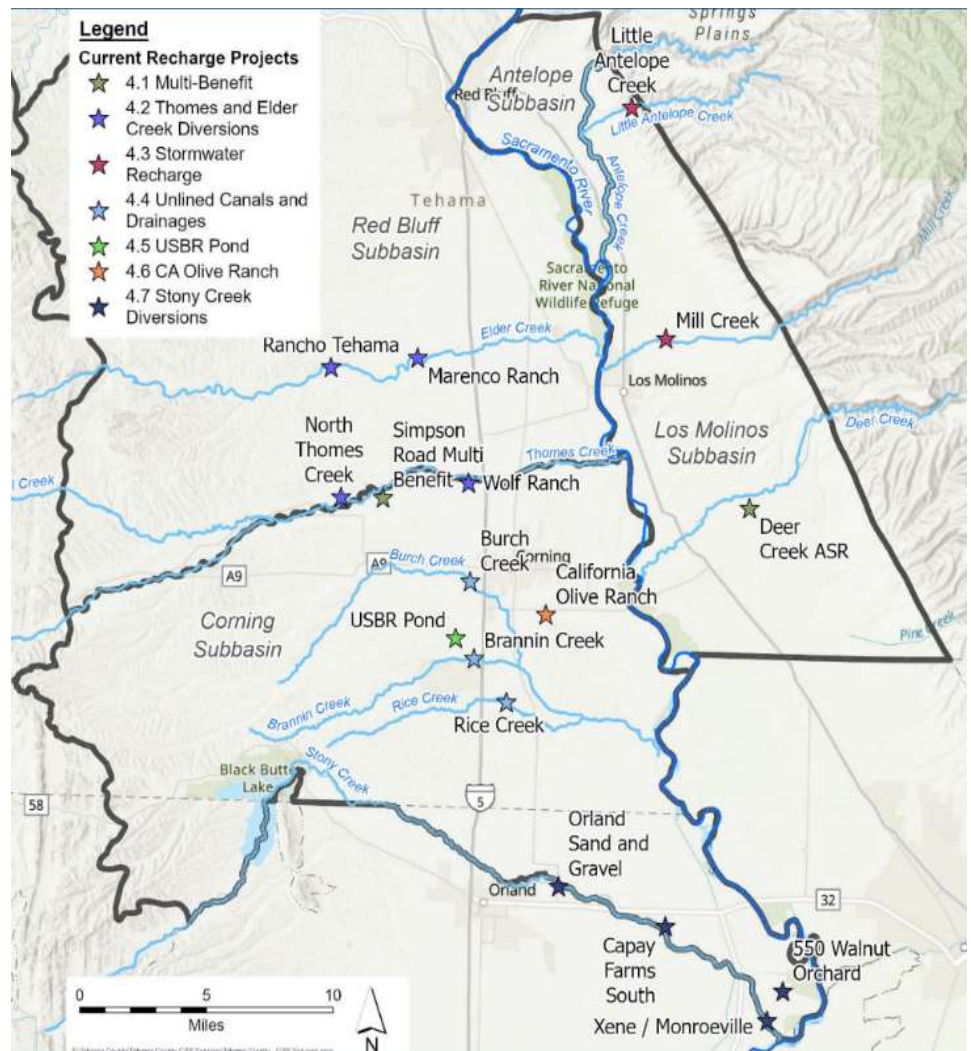 Legend
Current Recharge Projects
4.1 Multi-Benefit
4.2 Thomes and Elder
Creek Diversions
4.3 Stormwater
Recharge
4.4 Unlined Canals and
Drainages
4.5 USBR Pond
4.6 CA Olive Ranch
4.7 Stony Creek
Diversions
Springs
Plains
Little
Antelope
Creek
Antelope
Subbasin
Red Bluff
Little Antelope Creek
Sacramento River
Antelope Creek
Tehama
Red Bluff
Subbasin
Mill Creek
Sacramento
River National
Wildlife Refuge
Elder Creek
Mill Creek
Rancho Tehama
Marenco Ranch
Los Molinos
Deer Creek
North
Thomes
Creek
Simpson
Road Multi
Benefit
Thomes Creek
Los Molinos
Subbasin
Wolf Ranch
Creek
Deer
Creek ASR
Burch
Creek
Corning
Burch Creek
A9
A9
California
Olive Ranch
Corning
Subbasin
USBR Pond
Brannin Creek
Pine Creek
Brannin Creek
Rice Creek
Rice Creek
Stony Creek
Black Butte
Lake
58
5
Orland
Sand and
Gravel
Orland
32
Capay
Farms
South
550 Walnut
Orchard
Xene / Monroeville
0 5 10
Miles
N